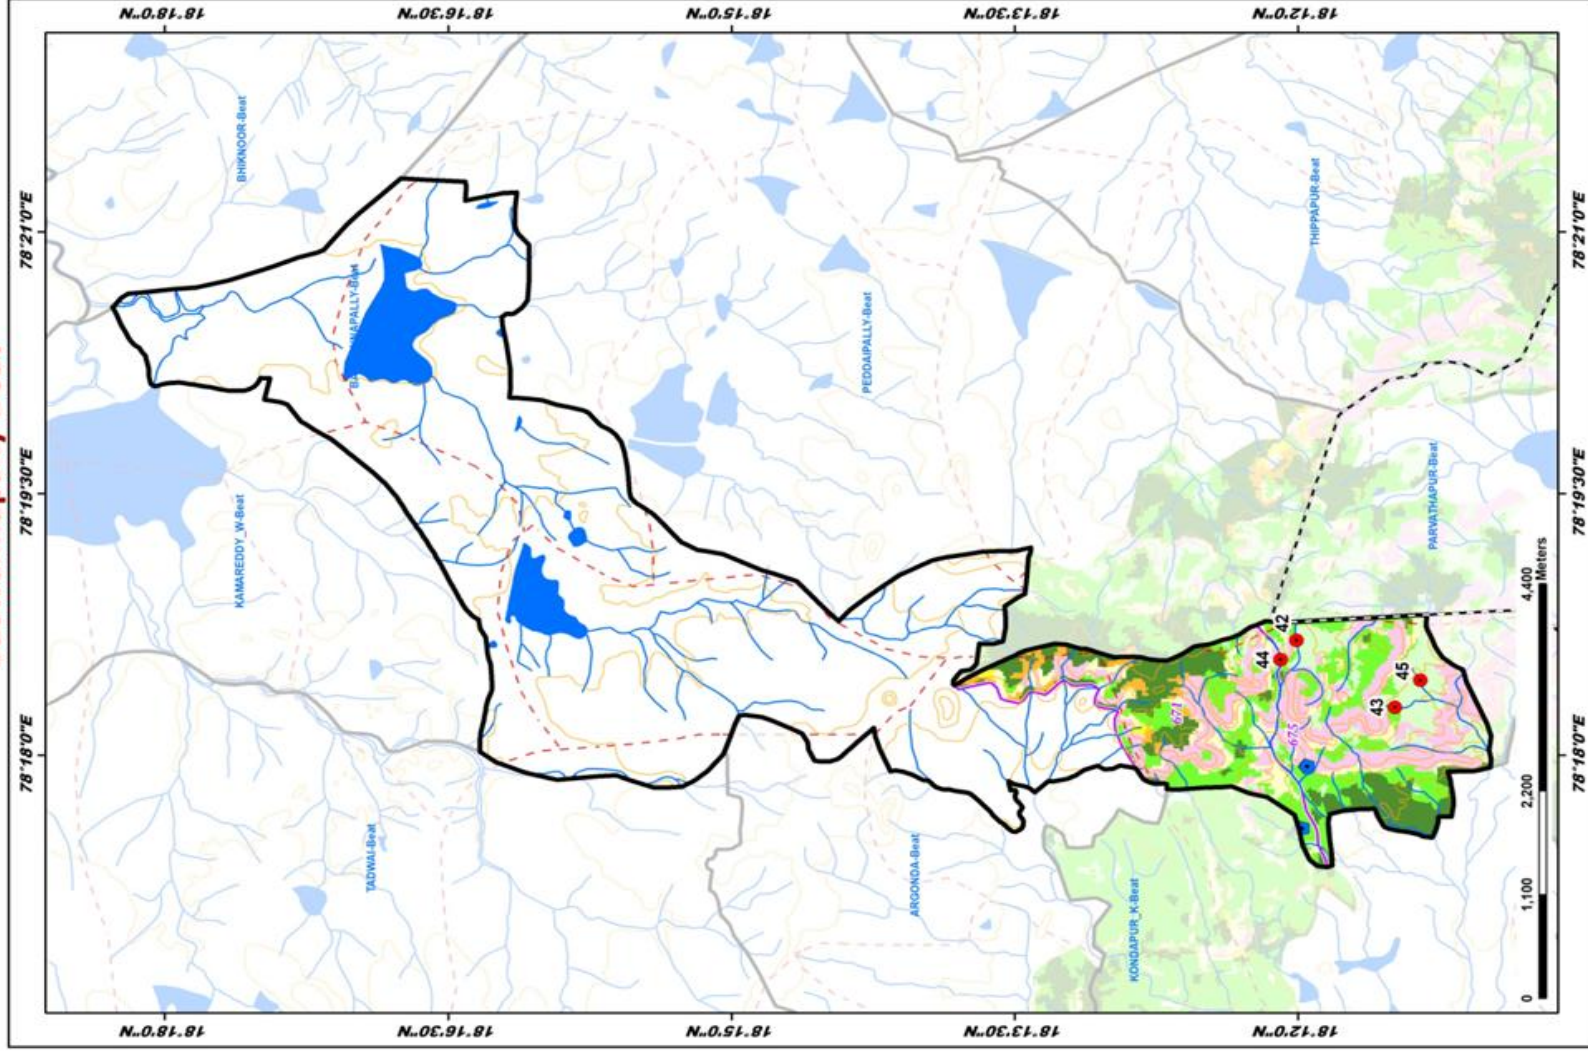 18°18'0"N
18°16'30"N
18°15'0"N
18°13'30"N
18°12'0"N
78°21'0"E
78°19'30"E
78°18'0"E
78°21'0"E
78°19'30"E
78°18'0"E
BHIKNOOR-Beat
NAPALLY-Beat
KAMAREDDY_W-Beat
TADWAI-Beat
PEDDAIPALLY-Beat
THIPPAPUR-Beat
PARVATHAPUR-Beat
ARGONDA-Beat
KONDAPUR_K-Beat
671
675
42
44
45
43
0
1,100
2,200
4,400
Meters
18°18'0"N
18°16'30"N
18°15'0"N
18°13'30"N
18°12'0"N